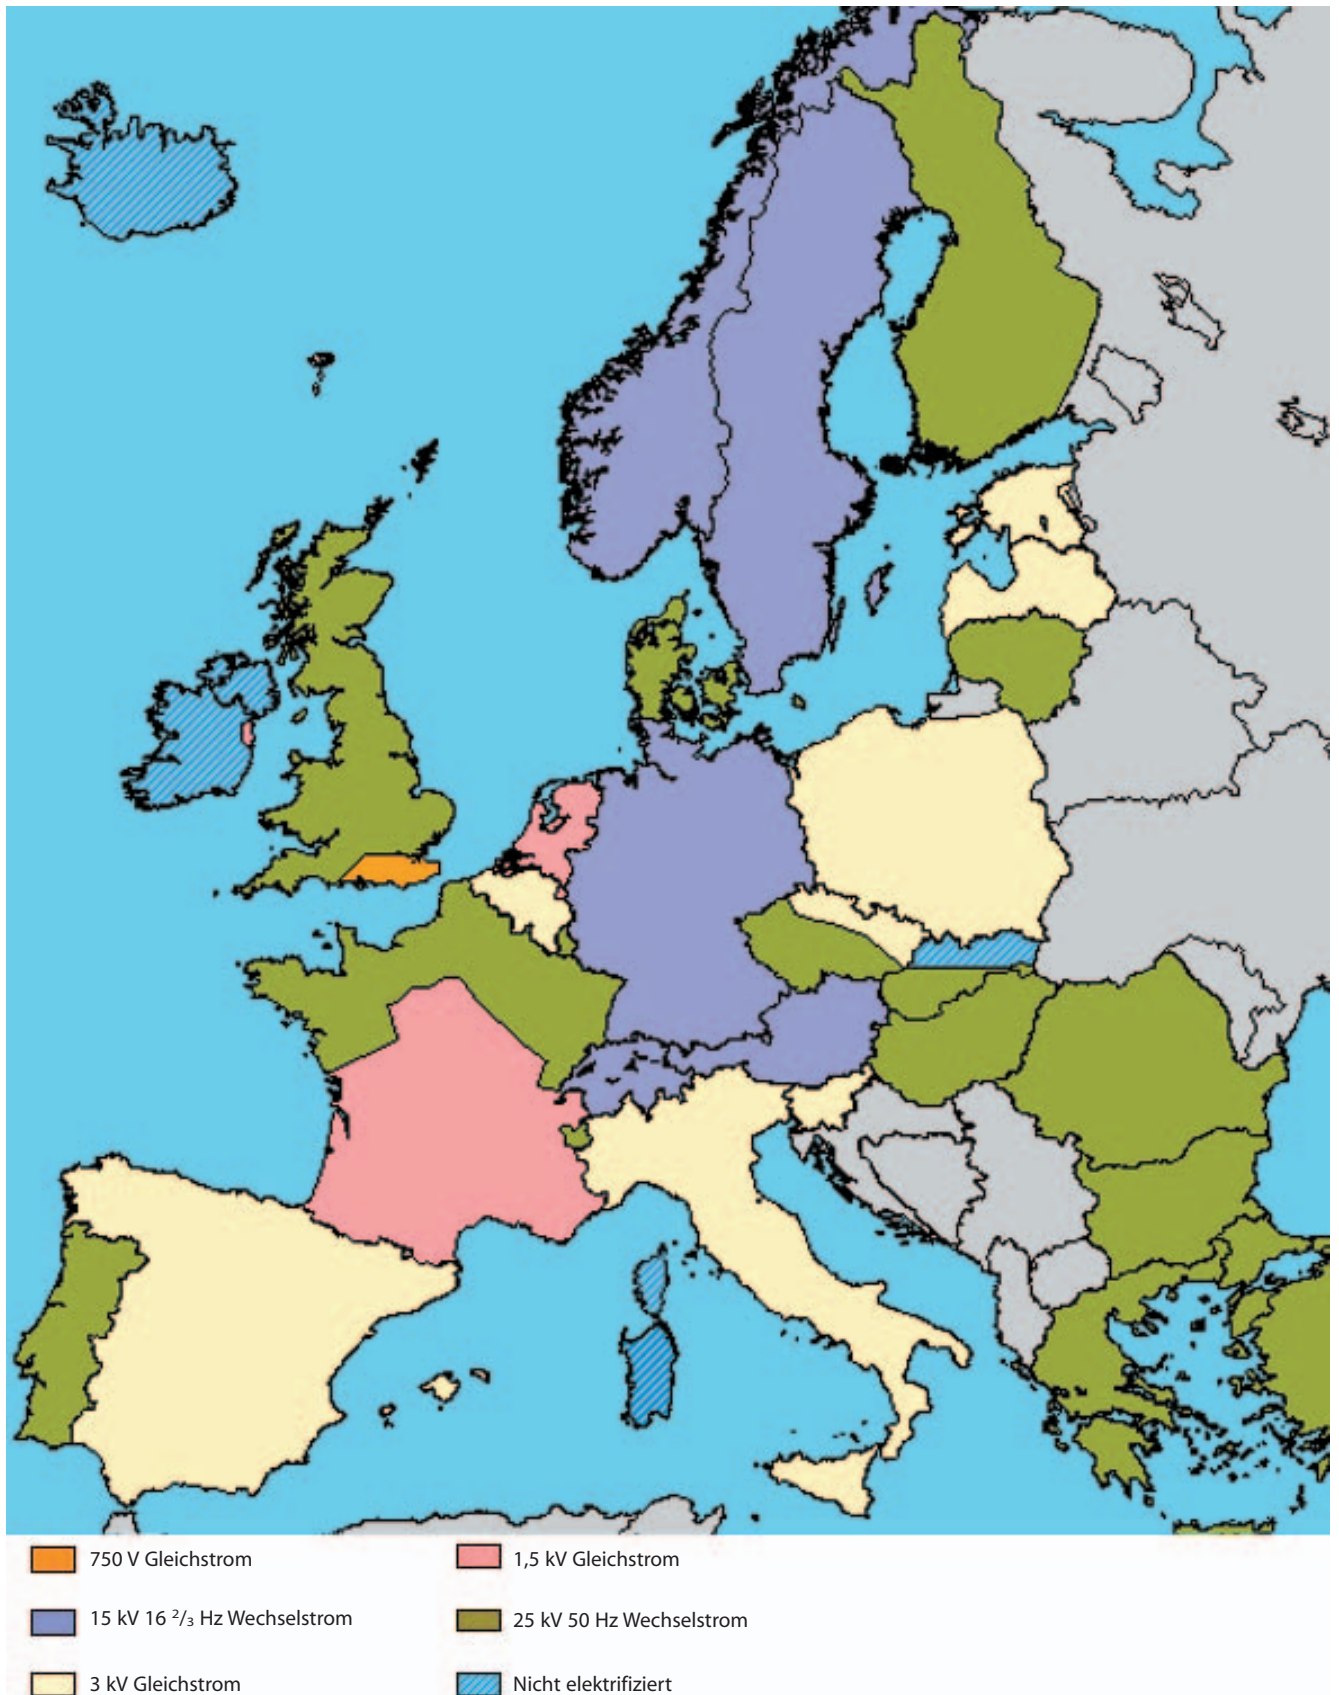 750 V Gleichstrom
1,5 kV Gleichstrom
15 kV 16 2/3 Hz Wechselstrom
25 kV 50 Hz Wechselstrom
3 kV Gleichstrom
Nicht elektrifiziert